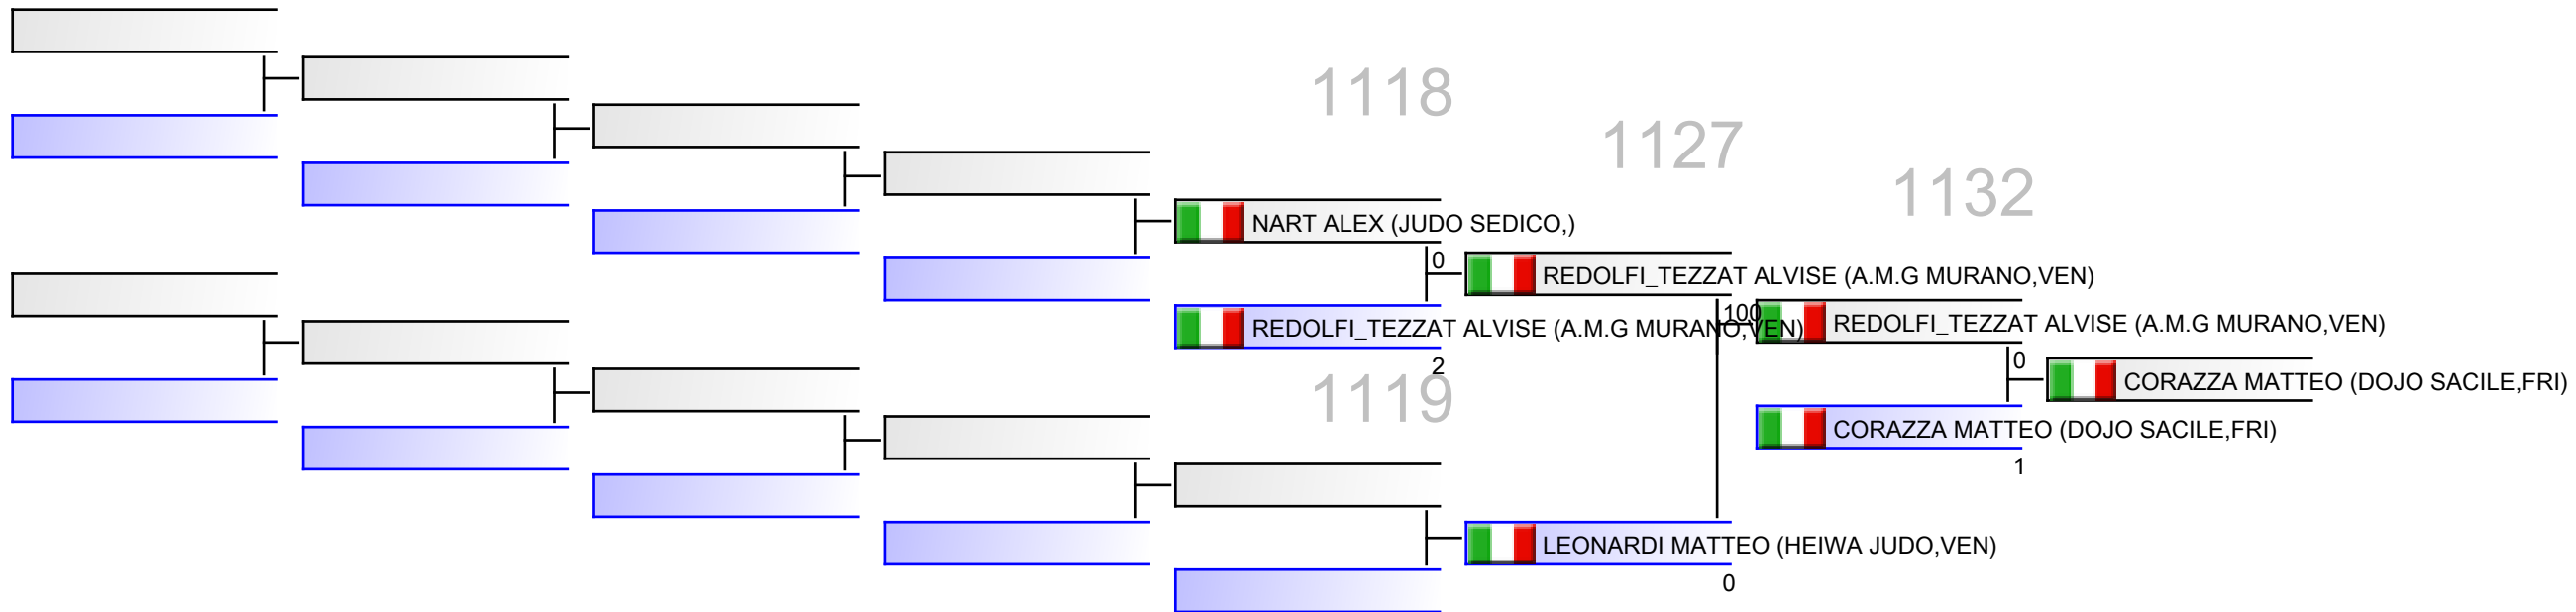 1118
1127
1132
NART ALEX (JUDO SEDICO,)
0
REDOLFI_TEZZAT ALVISE (A.M.G MURANO,VEN)
100
REDOLFI_TEZZAT ALVISE (A.M.G MURANO,VEN)
REDOLFI_TEZZAT ALVISE (A.M.G MURANO,VEN)
2
0
CORAZZA MATTEO (DOJO SACILE,FRI)
1119
CORAZZA MATTEO (DOJO SACILE,FRI)
1
LEONARDI MATTEO (HEIWA JUDO,VEN)
0